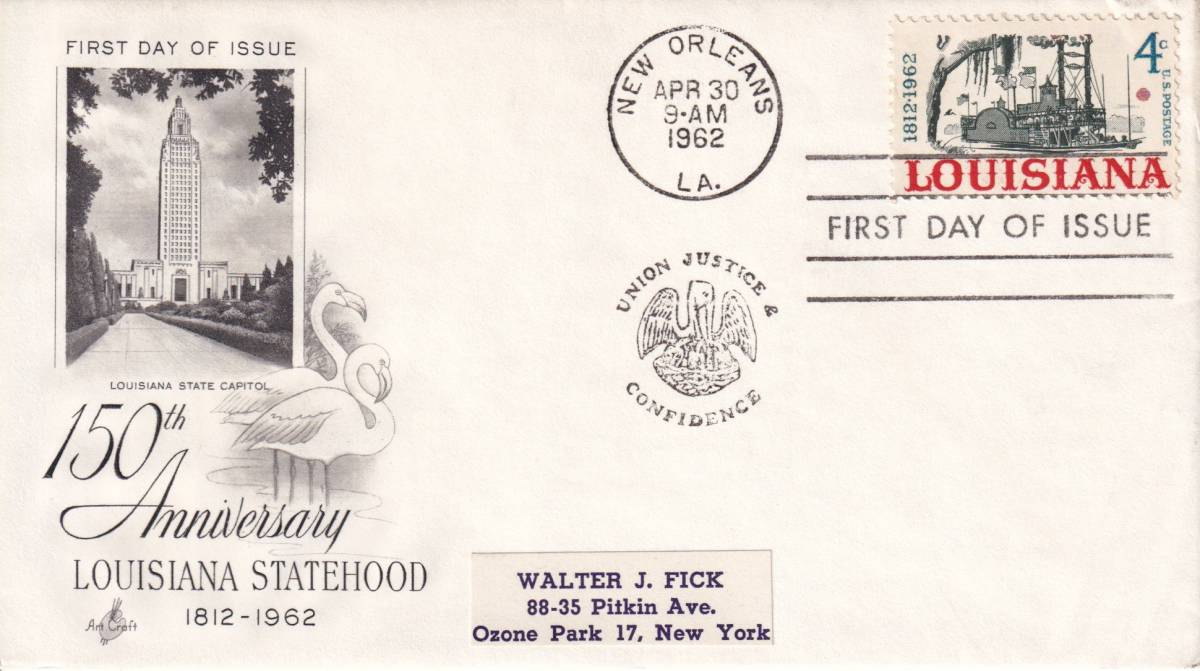 FIRST DAY OF ISSUE
LOUISIANA STATE CAPITOL
150th
Anniversary
LOUISIANA STATEHOOD
1812-1962
Art Craft
NEW ORLEANS
APR 30
9-AM
1962
LA.
UNION JUSTICE &
CONFIDENCE
1812·1962
4c
U.S. POSTAGE
LOUISIANA
FIRST DAY OF ISSUE
WALTER J. FICK
88-35 Pitkin Ave.
Ozone Park 17, New York